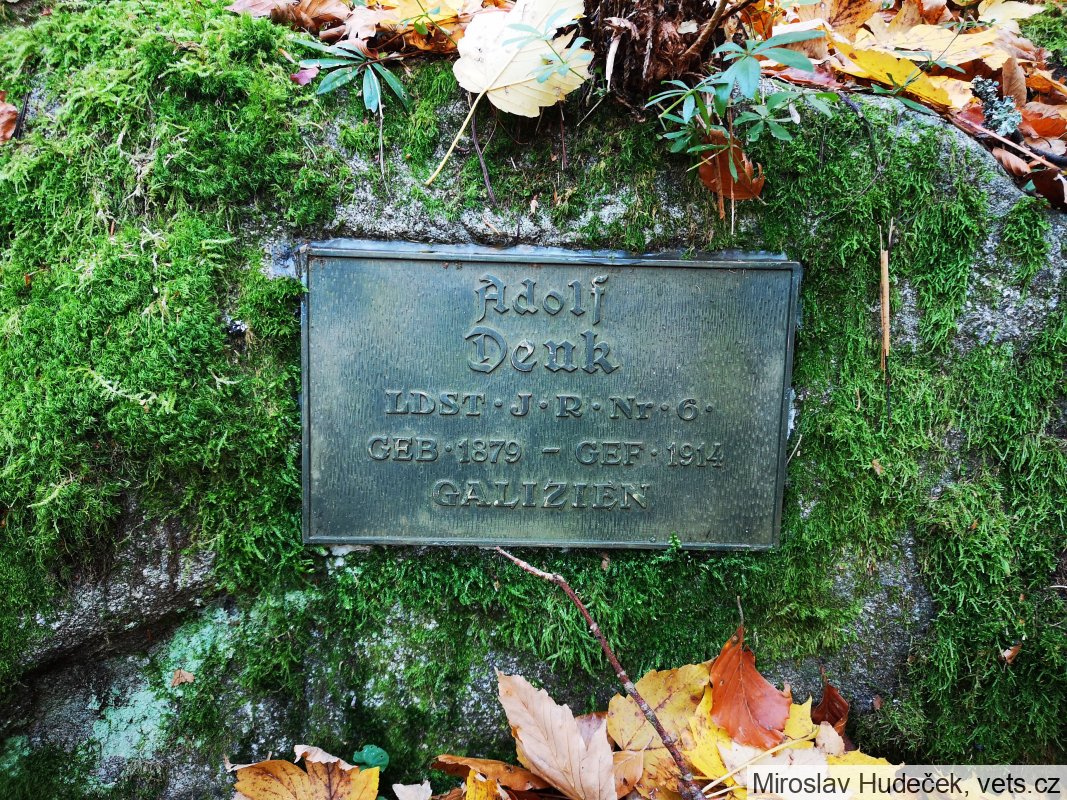 Adolf
Denk
LDST·J·R·Nr·6·
GEB·1879 – GEF·1914
GALIZIEN
Miroslav Hudeček, vets.cz